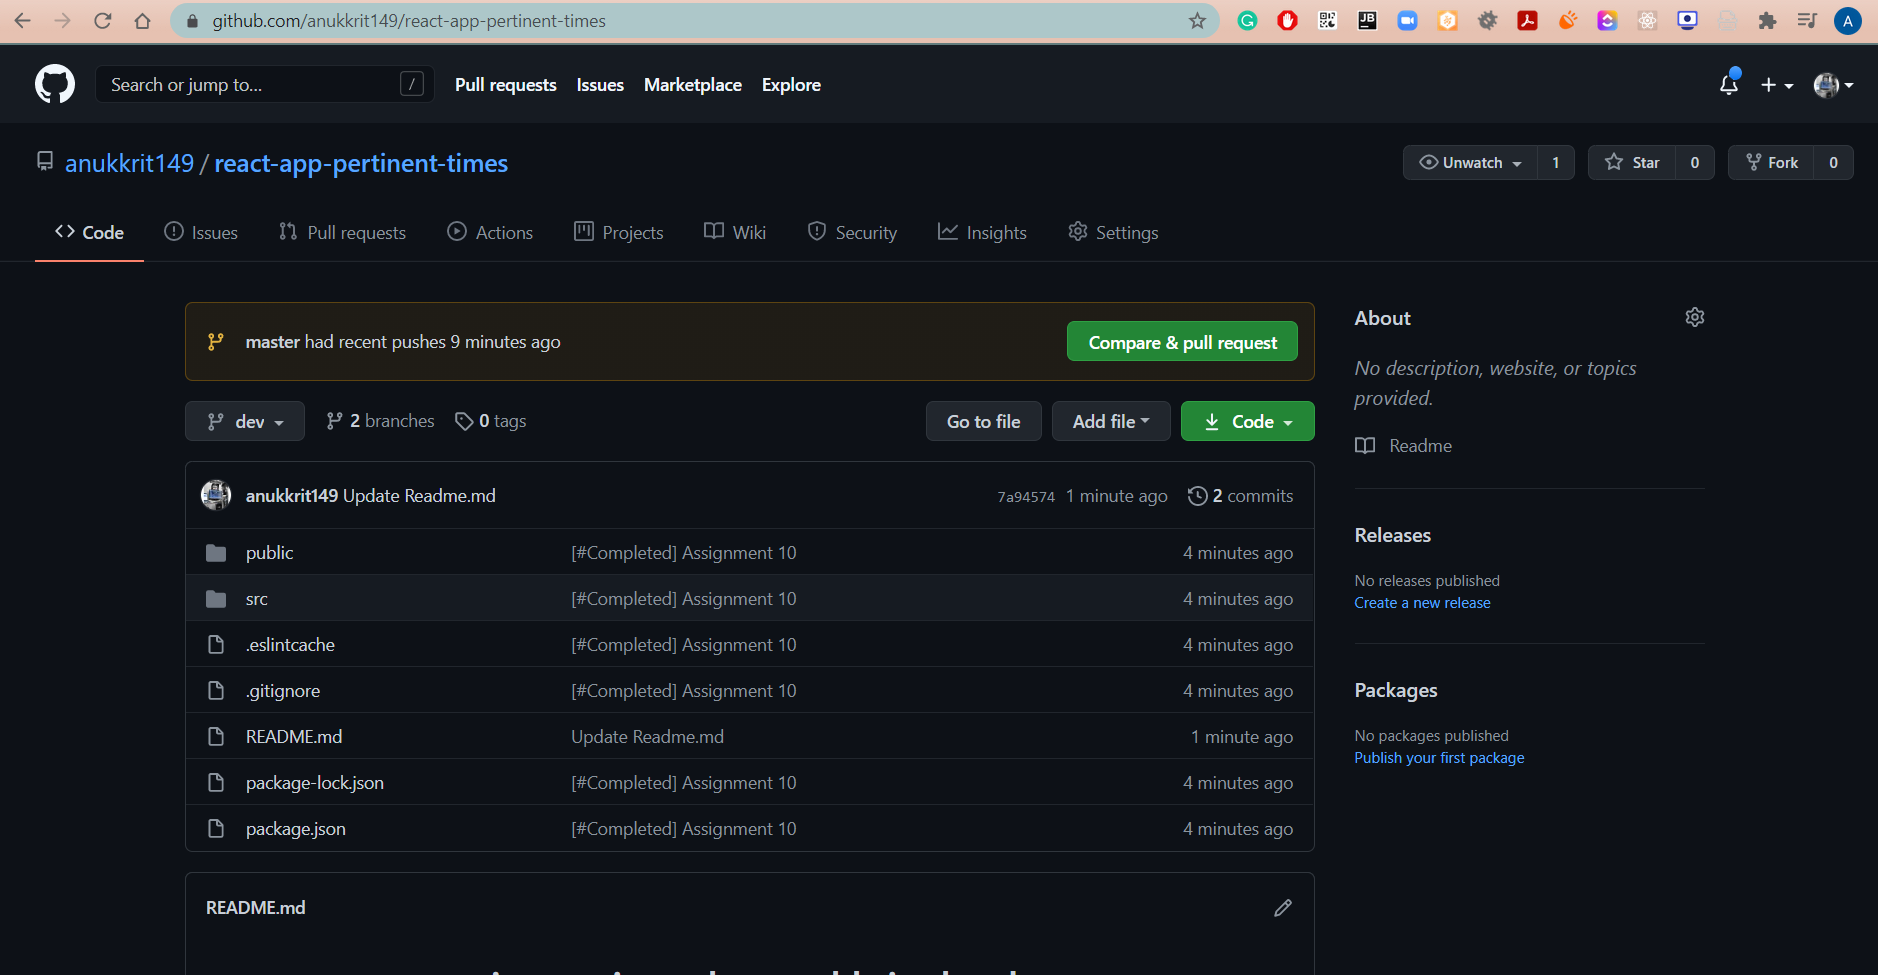 github.com/anukkrit149/react-app-pertinent-times
JB
A
Search or jump to... /
Pull requests Issues Marketplace Explore
anukkrit149 / react-app-pertinent-times
Unwatch 1 Star 0 Fork 0
Code Issues Pull requests Actions Projects Wiki Security Insights Settings
master had recent pushes 9 minutes ago
Compare & pull request
dev 2 branches 0 tags
Go to file Add file Code
anukkrit149 Update Readme.md 7a94574 1 minute ago 2 commits
public [#Completed] Assignment 10 4 minutes ago
src [#Completed] Assignment 10 4 minutes ago
.eslintcache [#Completed] Assignment 10 4 minutes ago
.gitignore [#Completed] Assignment 10 4 minutes ago
README.md Update Readme.md 1 minute ago
package-lock.json [#Completed] Assignment 10 4 minutes ago
package.json [#Completed] Assignment 10 4 minutes ago
README.md
About
No description, website, or topics
provided.
Readme
Releases
No releases published
Create a new release
Packages
No packages published
Publish your first package